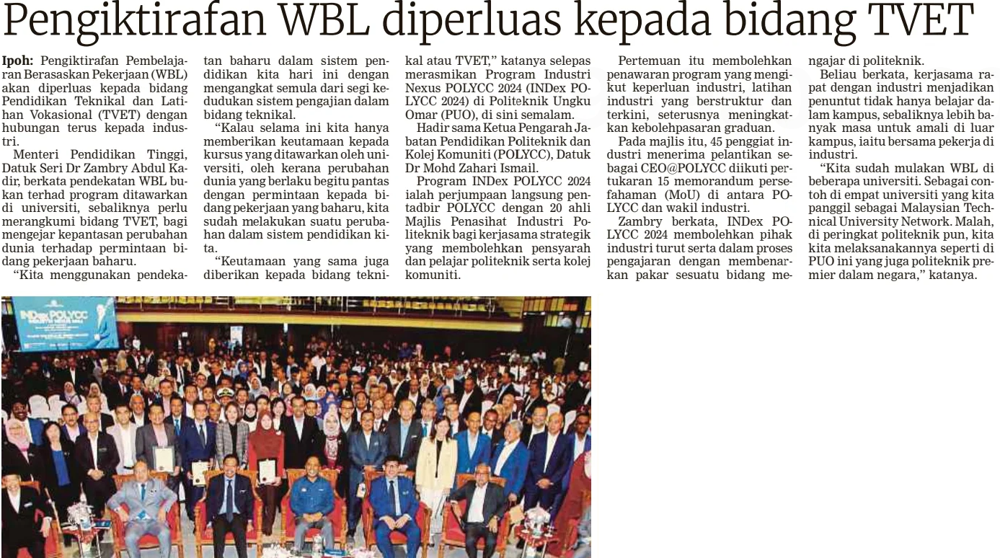 Pengiktirafan WBL diperluas kepada bidang TVET
Ipoh: Pengiktirafan Pembelaja-
ran Berasaskan Pekerjaan (WBL)
akan diperluas kepada bidang
Pendidikan Teknikal dan Lati-
han Vokasional (TVET) dengan
hubungan terus kepada indus-
tri.
Menteri Pendidikan Tinggi,
Datuk Seri Dr Zambry Abdul Ka-
dir, berkata pendekatan WBL bu-
kan terhad program ditawarkan
di universiti, sebaliknya perlu
merangkumi bidang TVET, bagi
mengejar kepantasan perubahan
dunia terhadap permintaan bi-
dang pekerjaan baharu.
“Kita menggunakan pendeka-
tan baharu dalam sistem pen-
didikan kita hari ini dengan
mengangkat semula dari segi ke-
dudukan sistem pengajian dalam
bidang teknikal.
“Kalau selama ini kita hanya
memberikan keutamaan kepada
kursus yang ditawarkan oleh uni-
versiti, oleh kerana perubahan
dunia yang berlaku begitu pantas
dengan permintaan kepada bi-
dang pekerjaan yang baharu, kita
sudah melakukan suatu peruba-
han dalam sistem pendidikan ki-
ta.
“Keutamaan yang sama juga
diberikan kepada bidang tekni-
kal atau TVET,” katanya selepas
merasmikan Program Industri
Nexus POLYCC 2024 (INDex PO-
LYCC 2024) di Politeknik Ungku
Omar (PUO), di sini semalam.
Hadir sama Ketua Pengarah Ja-
batan Pendidikan Politeknik dan
Kolej Komuniti (POLYCC), Datuk
Dr Mohd Zahari Ismail.
Program INDex POLYCC 2024
ialah perjumpaan langsung pen-
tadbir POLYCC dengan 20 ahli
Majlis Penasihat Industri Po-
liteknik bagi kerjasama strategik
yang membolehkan pensyarah
dan pelajar politeknik serta kolej
komuniti.
Pertemuan itu membolehkan
penawaran program yang mengi-
kut keperluan industri, latihan
industri yang berstruktur dan
terkini, seterusnya meningkat-
kan kebolehpasaran graduan.
Pada majlis itu, 45 penggiat in-
dustri menerima pelantikan se-
bagai CEO@POLYCC diikuti per-
tukaran 15 memorandum perse-
fahaman (MoU) di antara PO-
LYCC dan wakil industri.
Zambry berkata, INDex PO-
LYCC 2024 membolehkan pihak
industri turut serta dalam proses
pengajaran dengan membenar-
kan pakar sesuatu bidang me-
ngajar di politeknik.
Beliau berkata, kerjasama ra-
pat dengan industri menjadikan
penuntut tidak hanya belajar da-
lam kampus, sebaliknya lebih ba-
nyak masa untuk amali di luar
kampus, iaitu bersama pekerja di
industri.
“Kita sudah mulakan WBL di
beberapa universiti. Sebagai con-
toh di empat universiti yang kita
panggil sebagai Malaysian Tech-
nical University Network. Malah,
di peringkat politeknik pun, kita
kita melaksanakannya seperti di
PUO ini yang juga politeknik pre-
mier dalam negara,” katanya.
INDex POLYCC